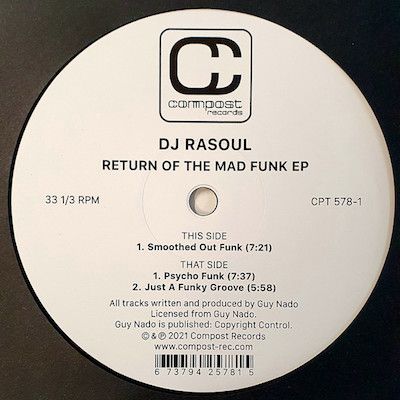 compost
records
DJ RASOUL
RETURN OF THE MAD FUNK EP
33 1/3 RPM
CPT 578-1
THIS SIDE
1. Smoothed Out Funk (7:21)
THAT SIDE
1. Psycho Funk (7:37)
2. Just A Funky Groove (5:58)
All tracks written and produced by Guy Nado
Licensed from Guy Nado.
Guy Nado is published: Copyright Control.
© & ℗ 2021 Compost Records
www.compost-rec.com
6 73794 25781 5